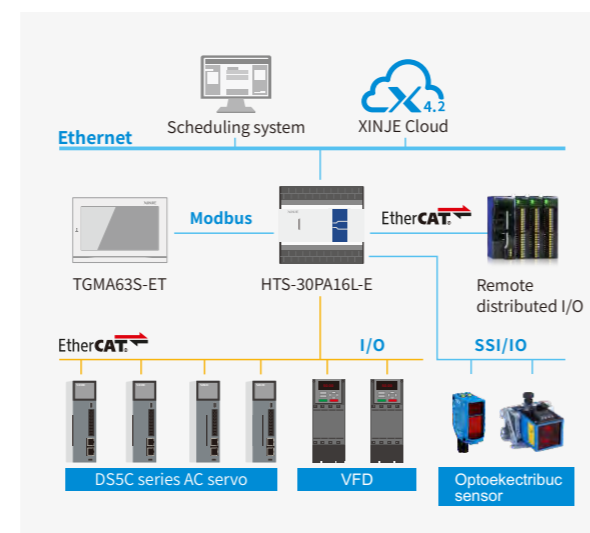 4.2
Scheduling system
XINJE Cloud
Ethernet
Modbus
EtherCAT
TGMA63S-ET
HTS-30PA16L-E
Remote
distributed I/O
EtherCAT
I/O
SSI/IO
DS5C series AC servo
VFD
Optoekectribuc
sensor